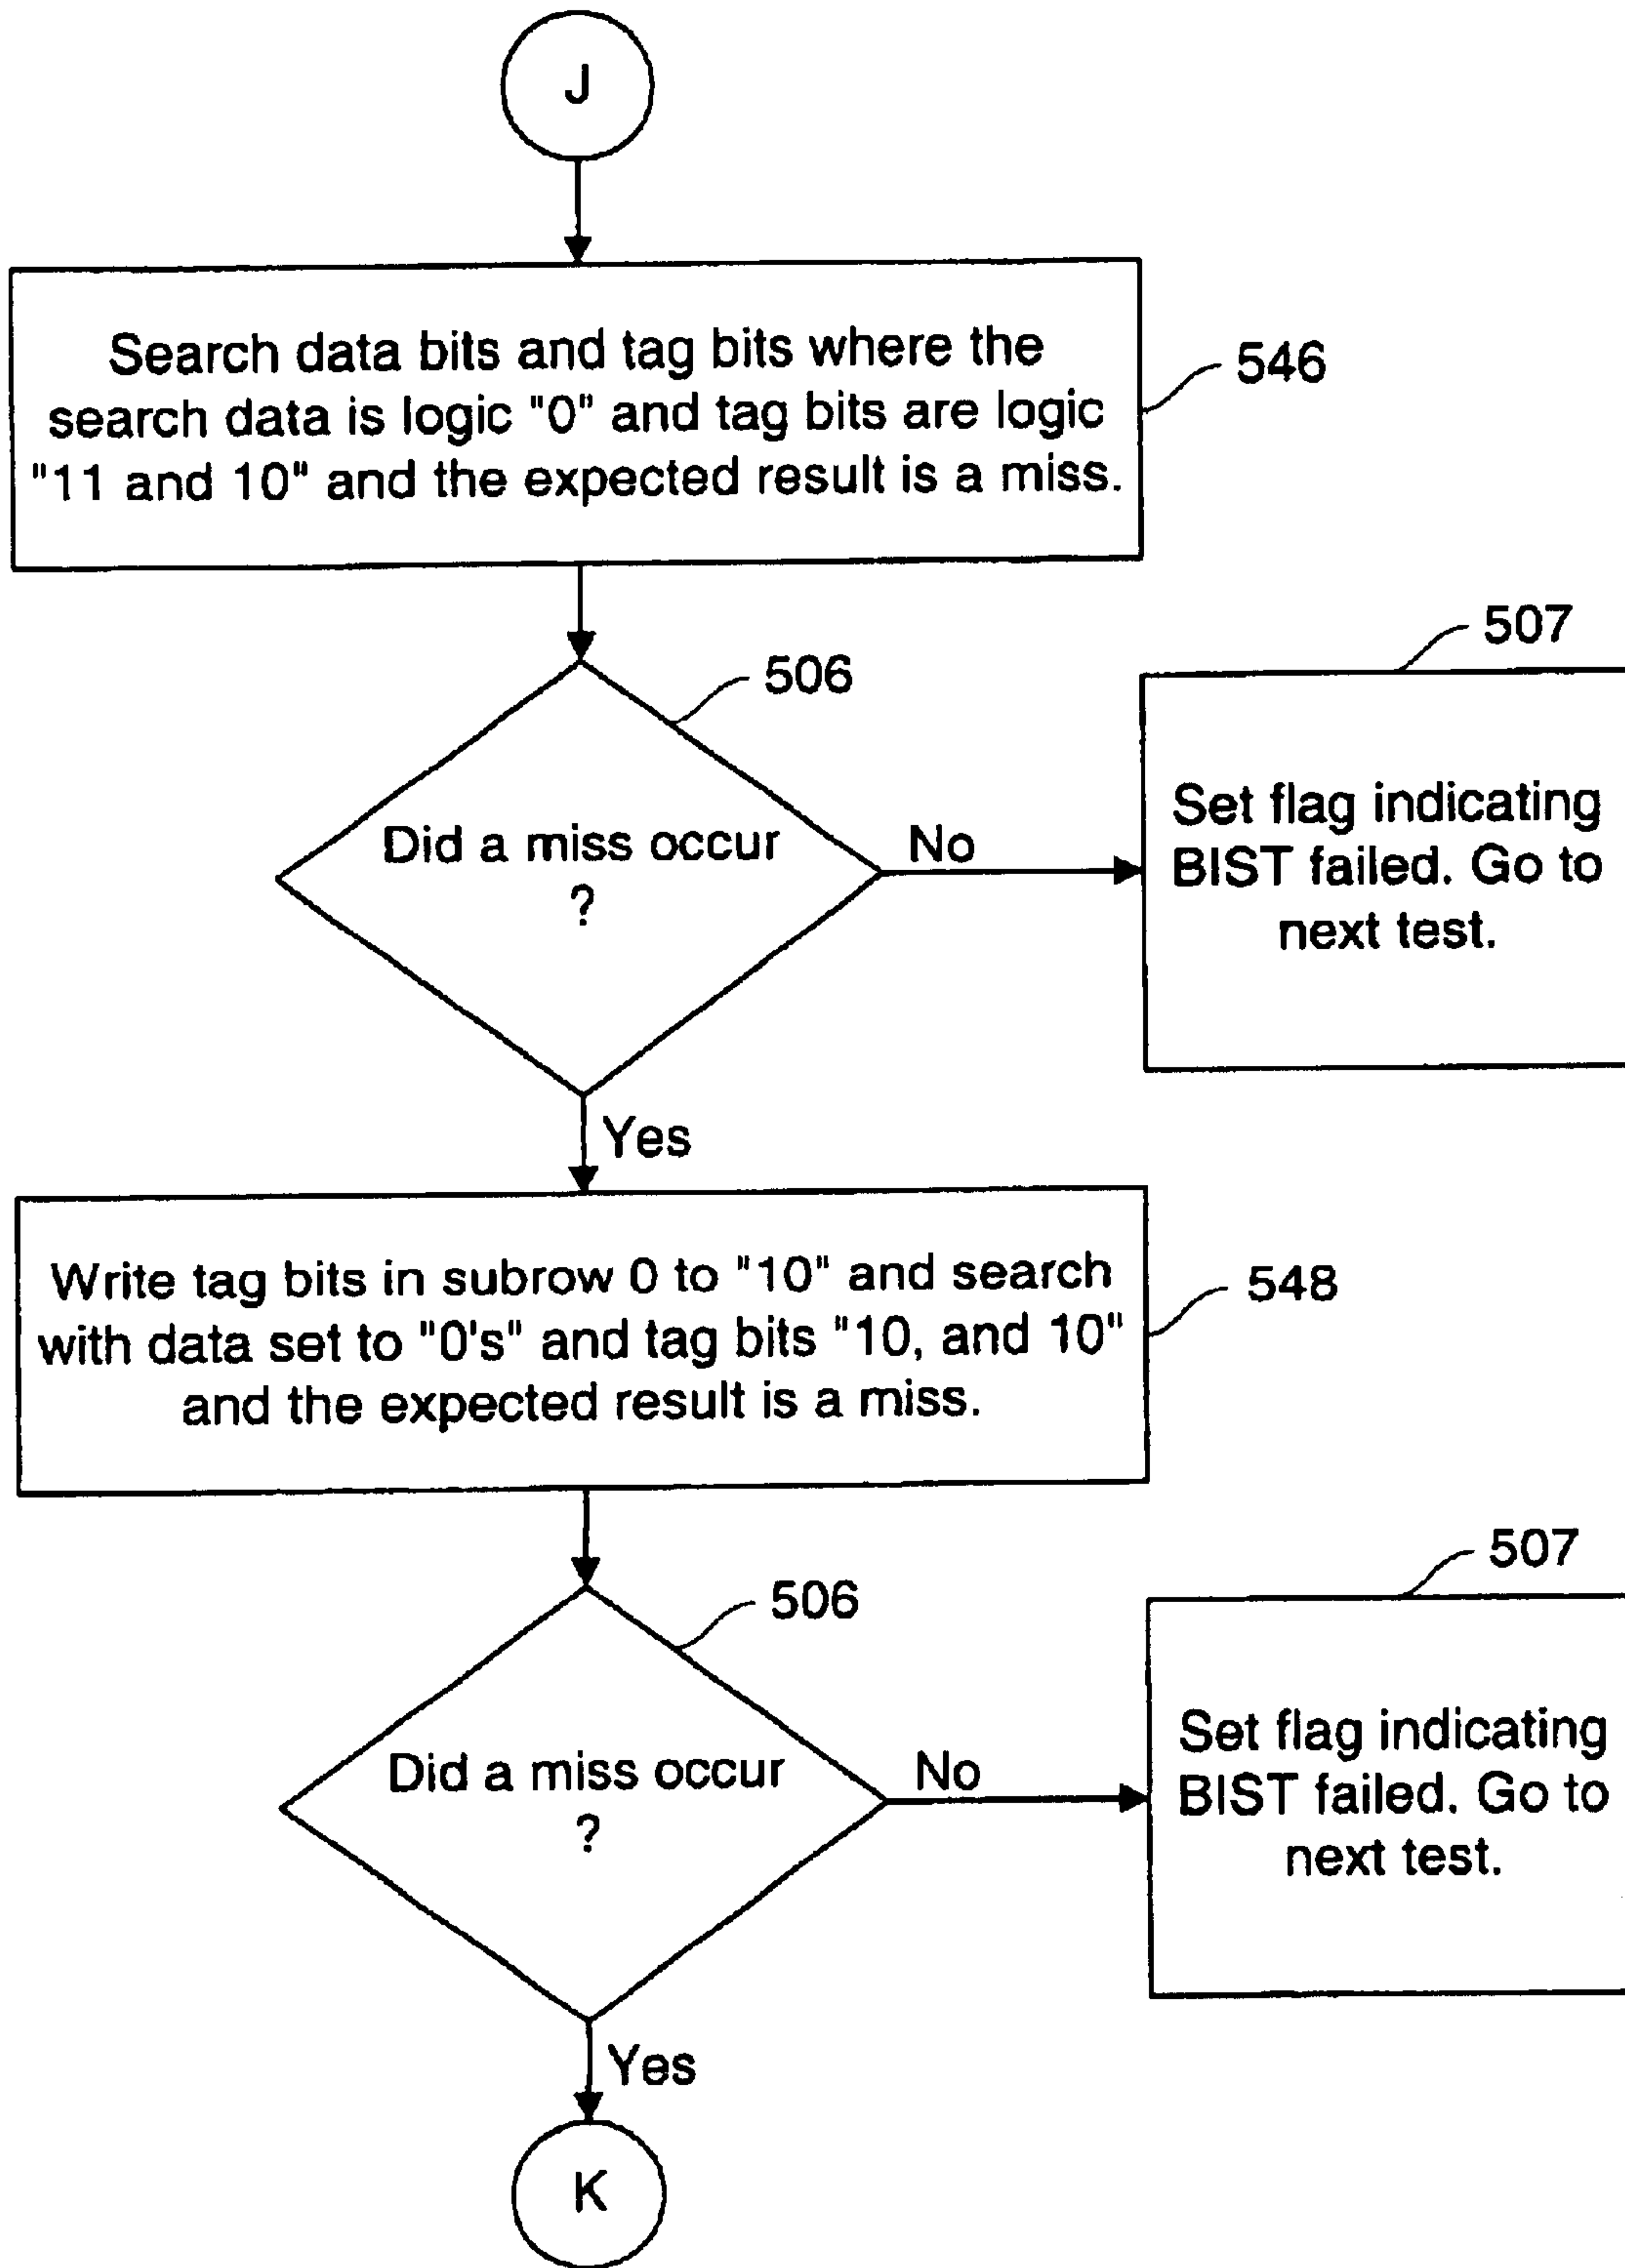 J
Search data bits and tag bits where the
search data is logic "0" and tag bits are logic
"11 and 10" and the expected result is a miss.
546
506
Did a miss occur
?
No
507
Set flag indicating
BIST failed. Go to
next test.
Yes
Write tag bits in subrow 0 to "10" and search
with data set to "0's" and tag bits "10, and 10"
and the expected result is a miss.
548
506
Did a miss occur
?
No
507
Set flag indicating
BIST failed. Go to
next test.
Yes
K